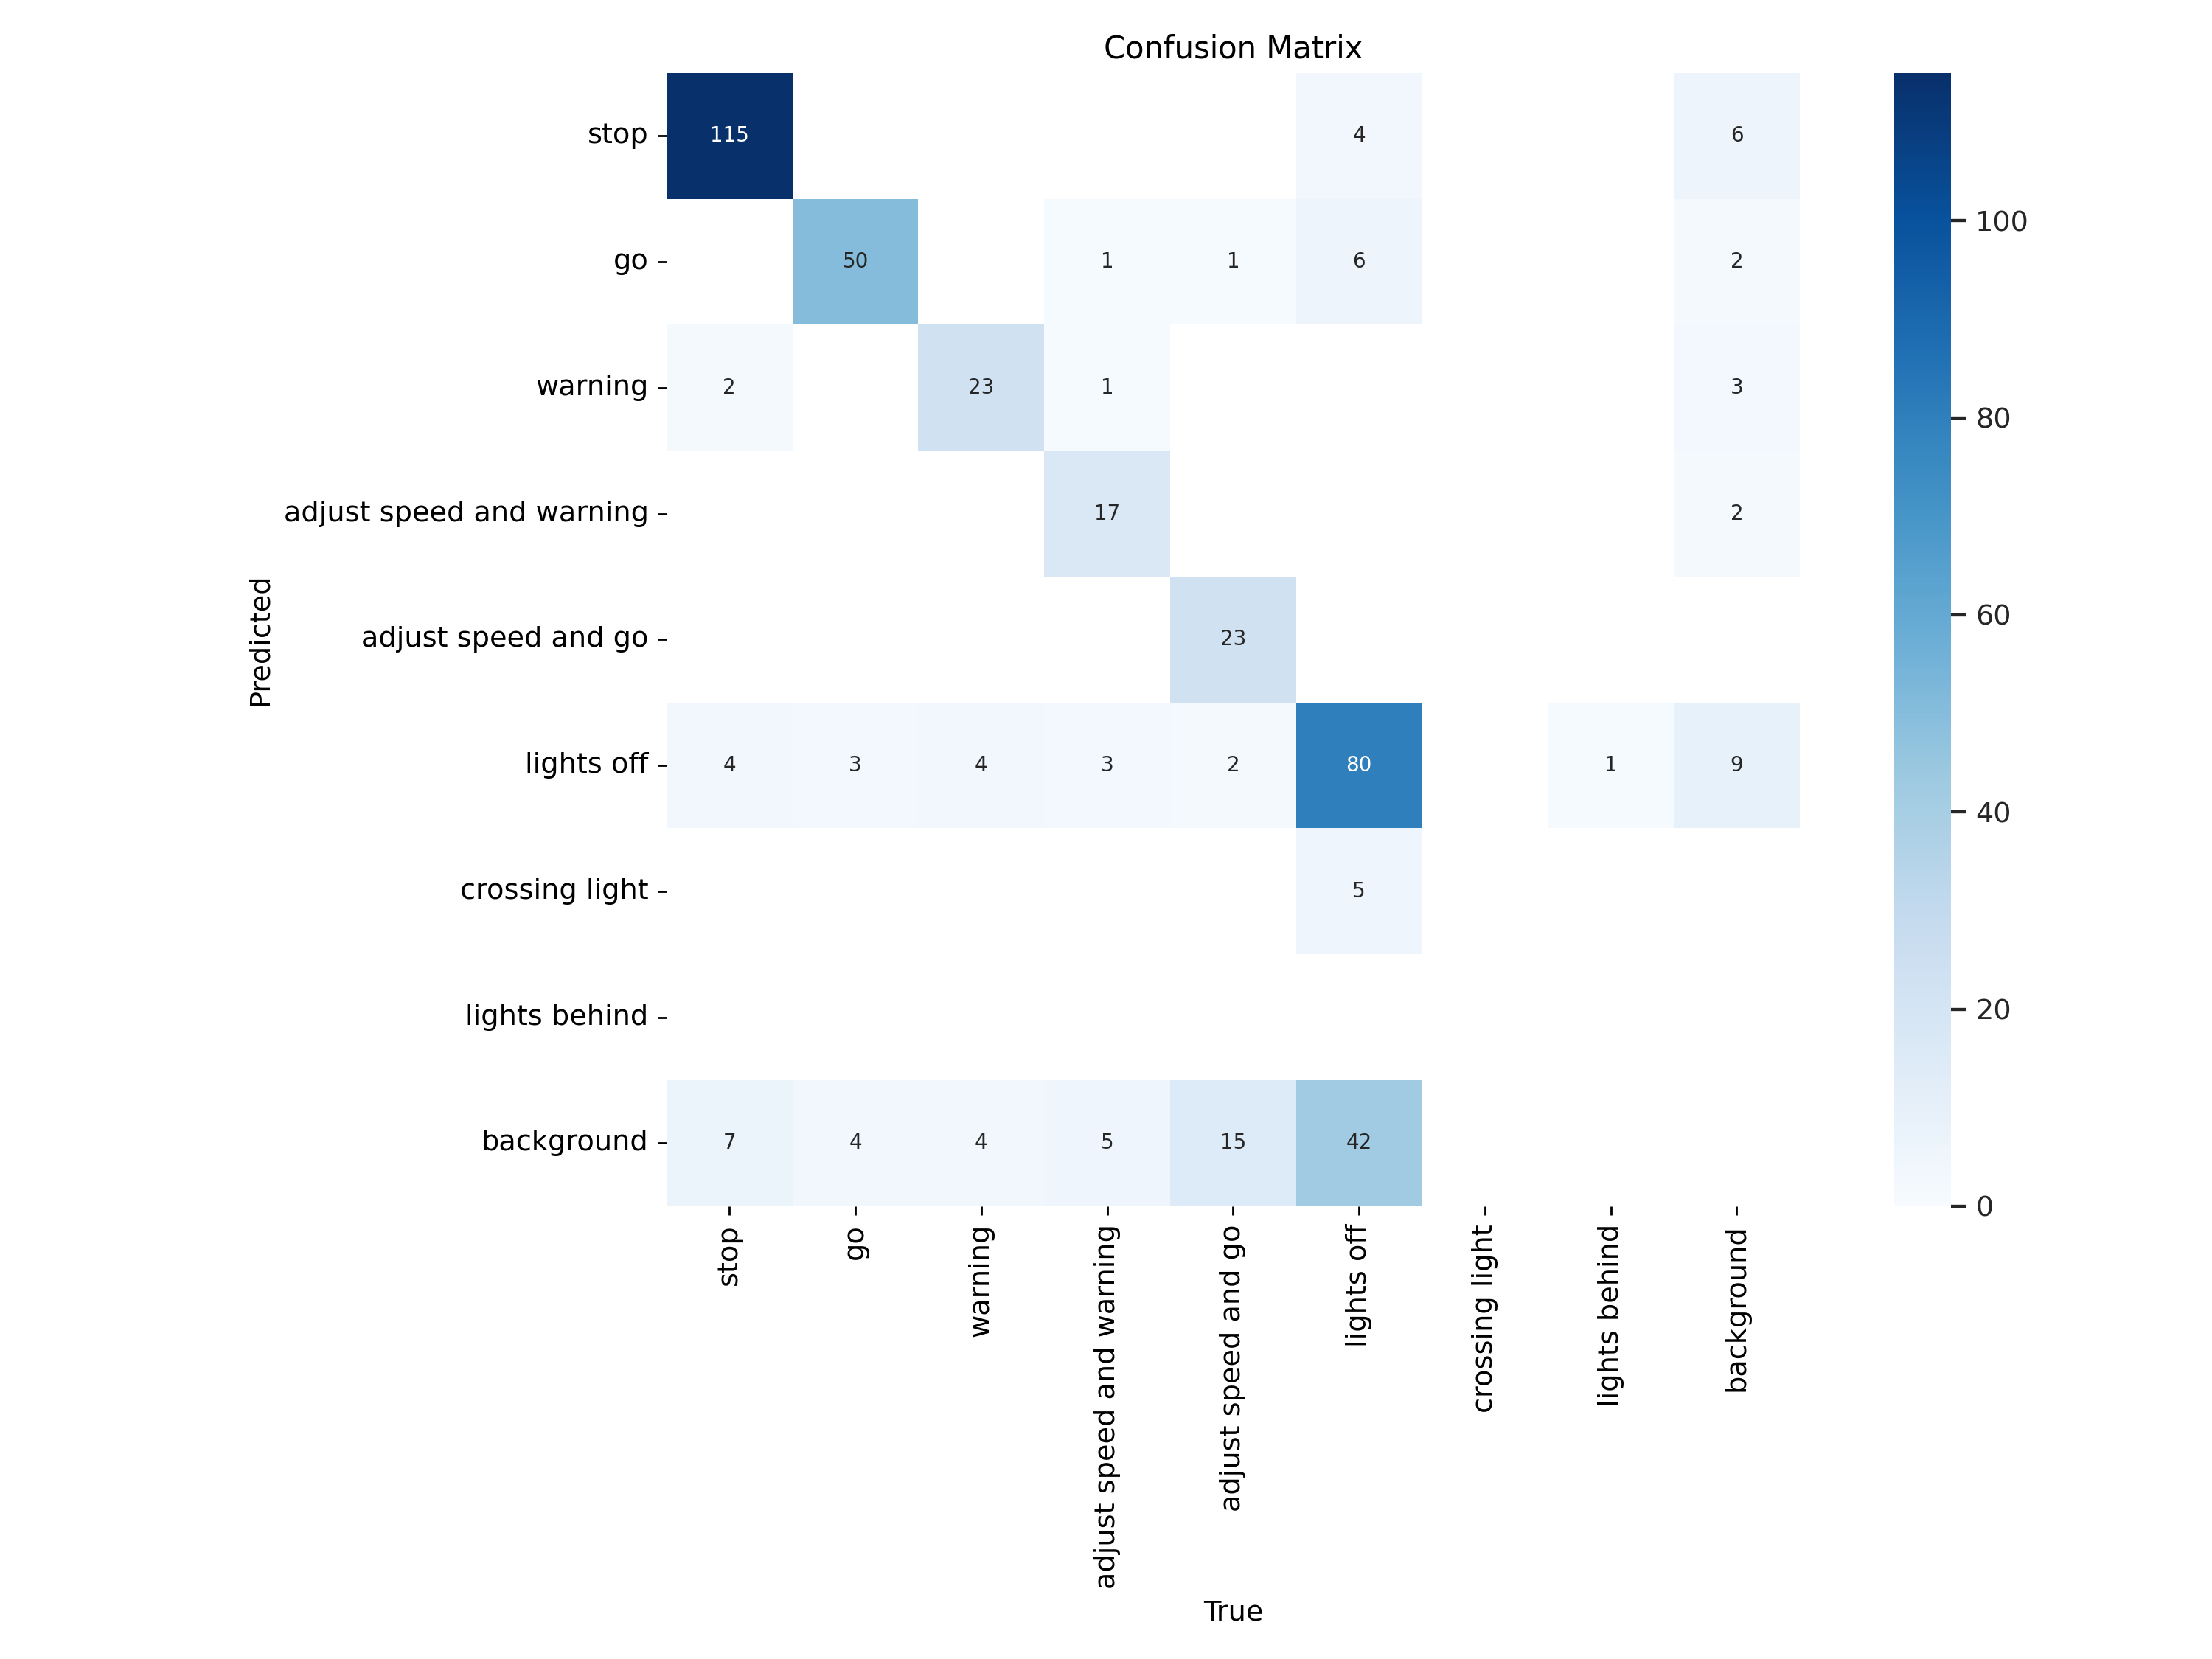 Confusion Matrix
stop 115 4 6
go 50 1 1 6 2
warning 2 23 1 3
adjust speed and warning 17 2
adjust speed and go 23
lights off 4 3 4 3 2 80 1 9
crossing light 5
lights behind
background 7 4 4 5 15 42
Predicted
stop
go
warning
adjust speed and warning
adjust speed and go
lights off
crossing light
lights behind
background
True
100
80
60
40
20
0